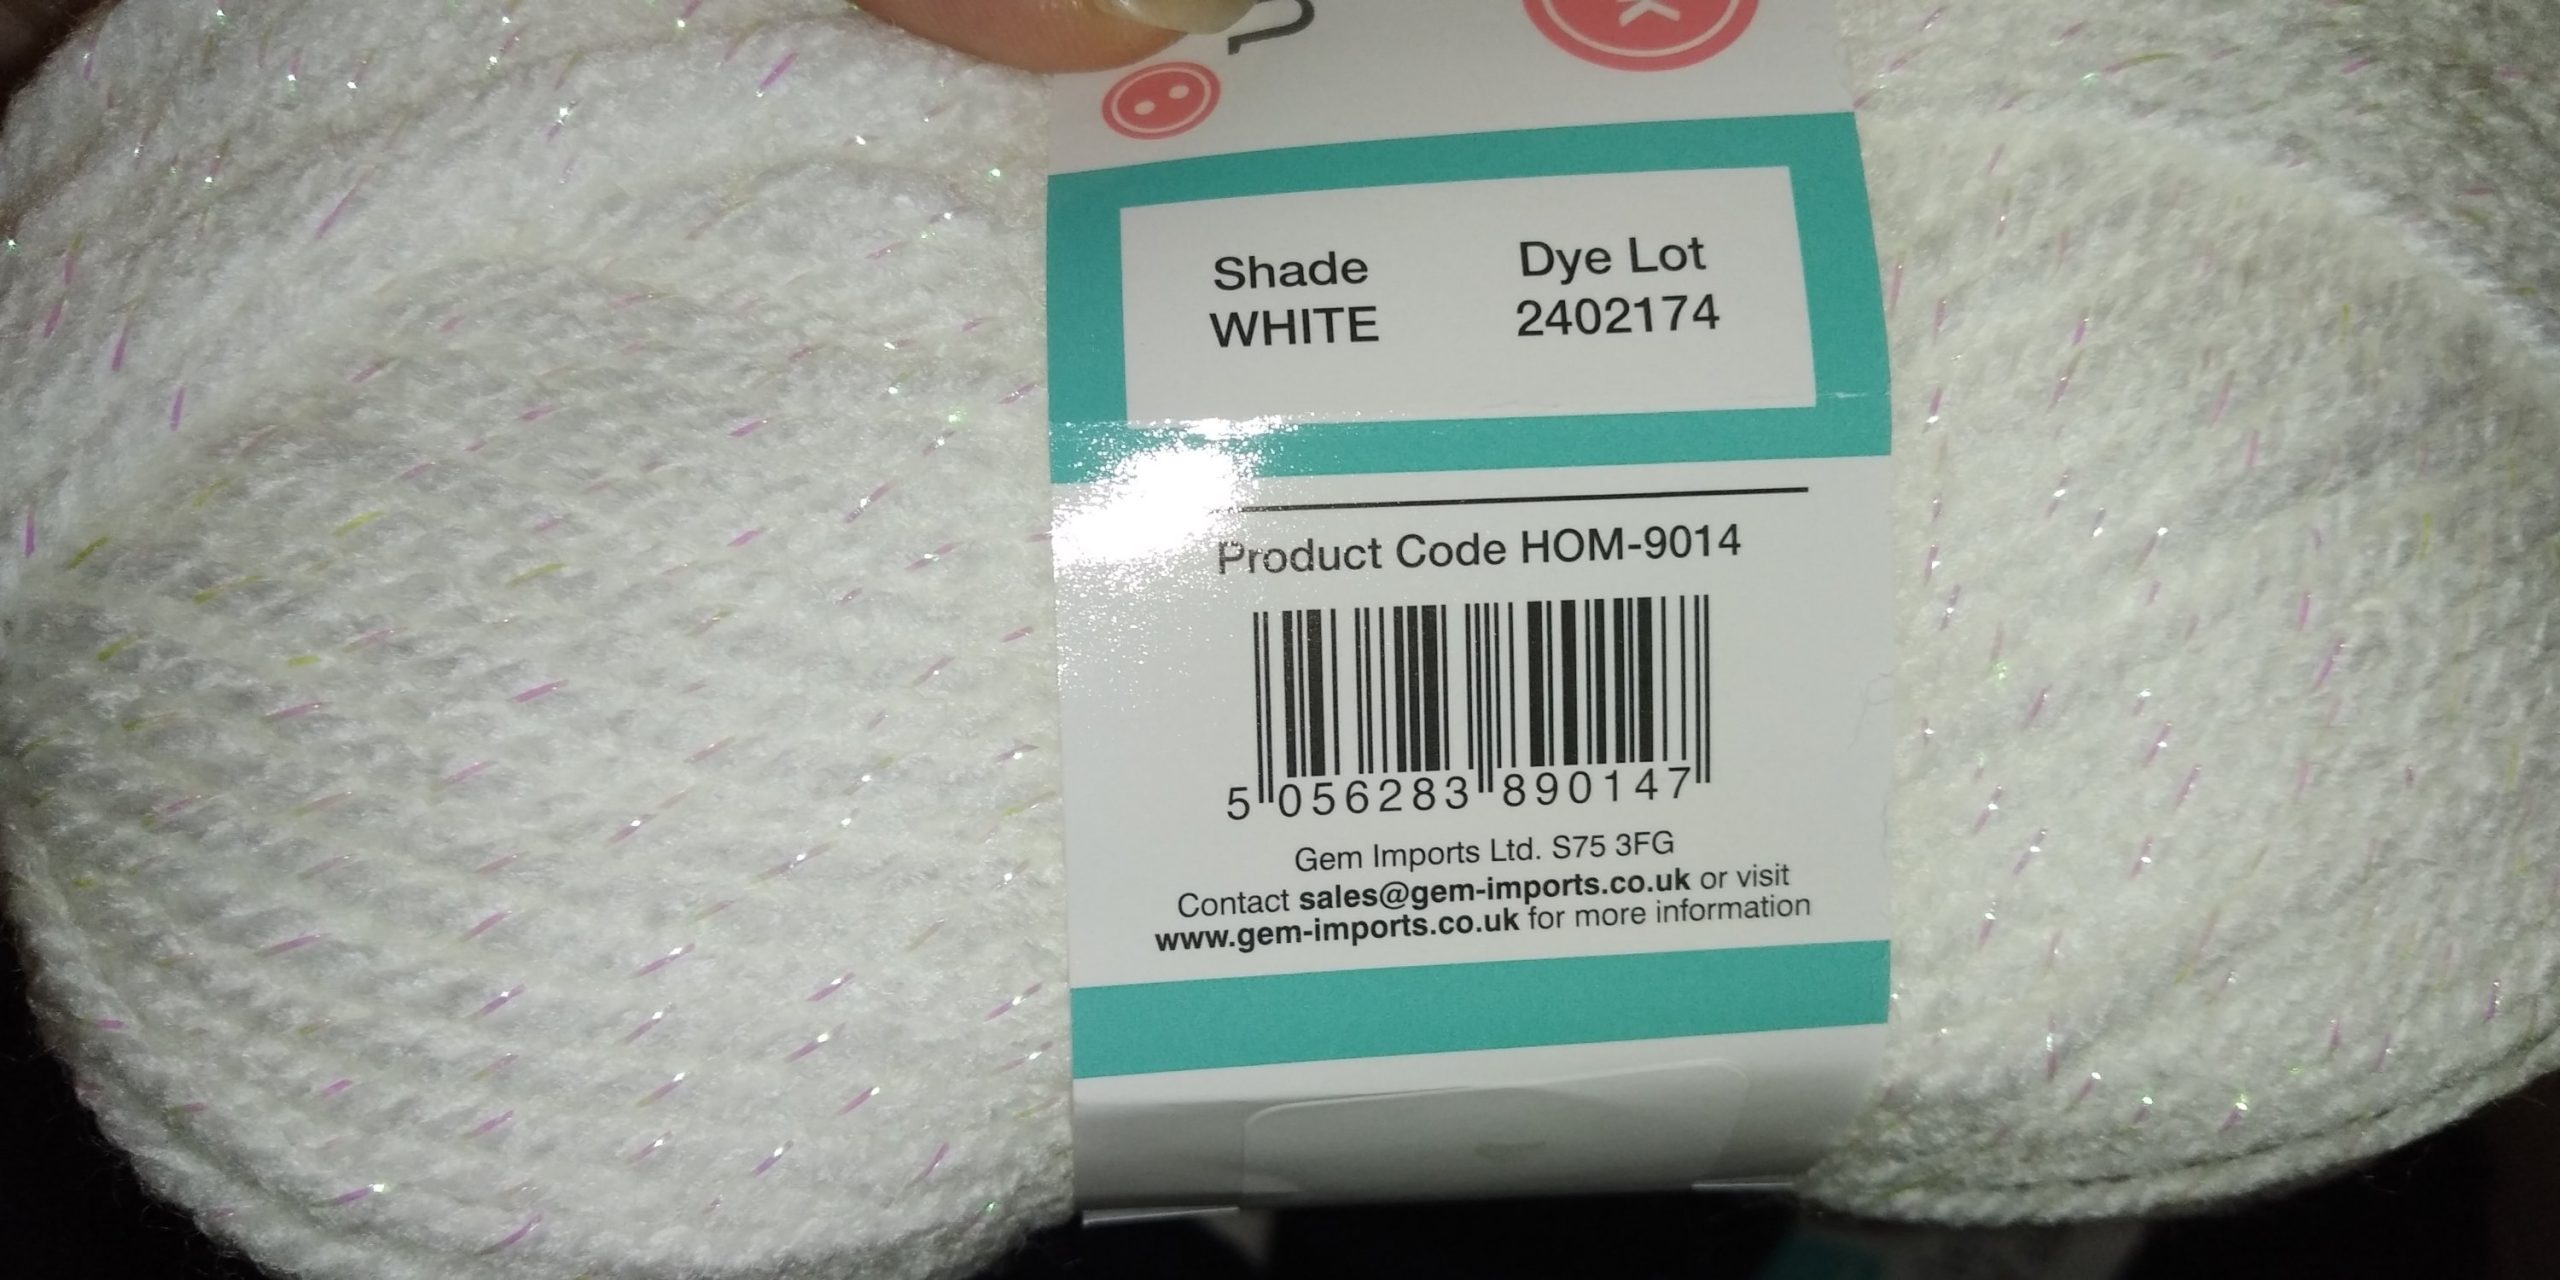 Shade
WHITE
Dye Lot
2402174
Product Code HOM-9014
5 056283 890147
Gem Imports Ltd. S75 3FG
Contact sales@gem-imports.co.uk or visit
www.gem-imports.co.uk for more information